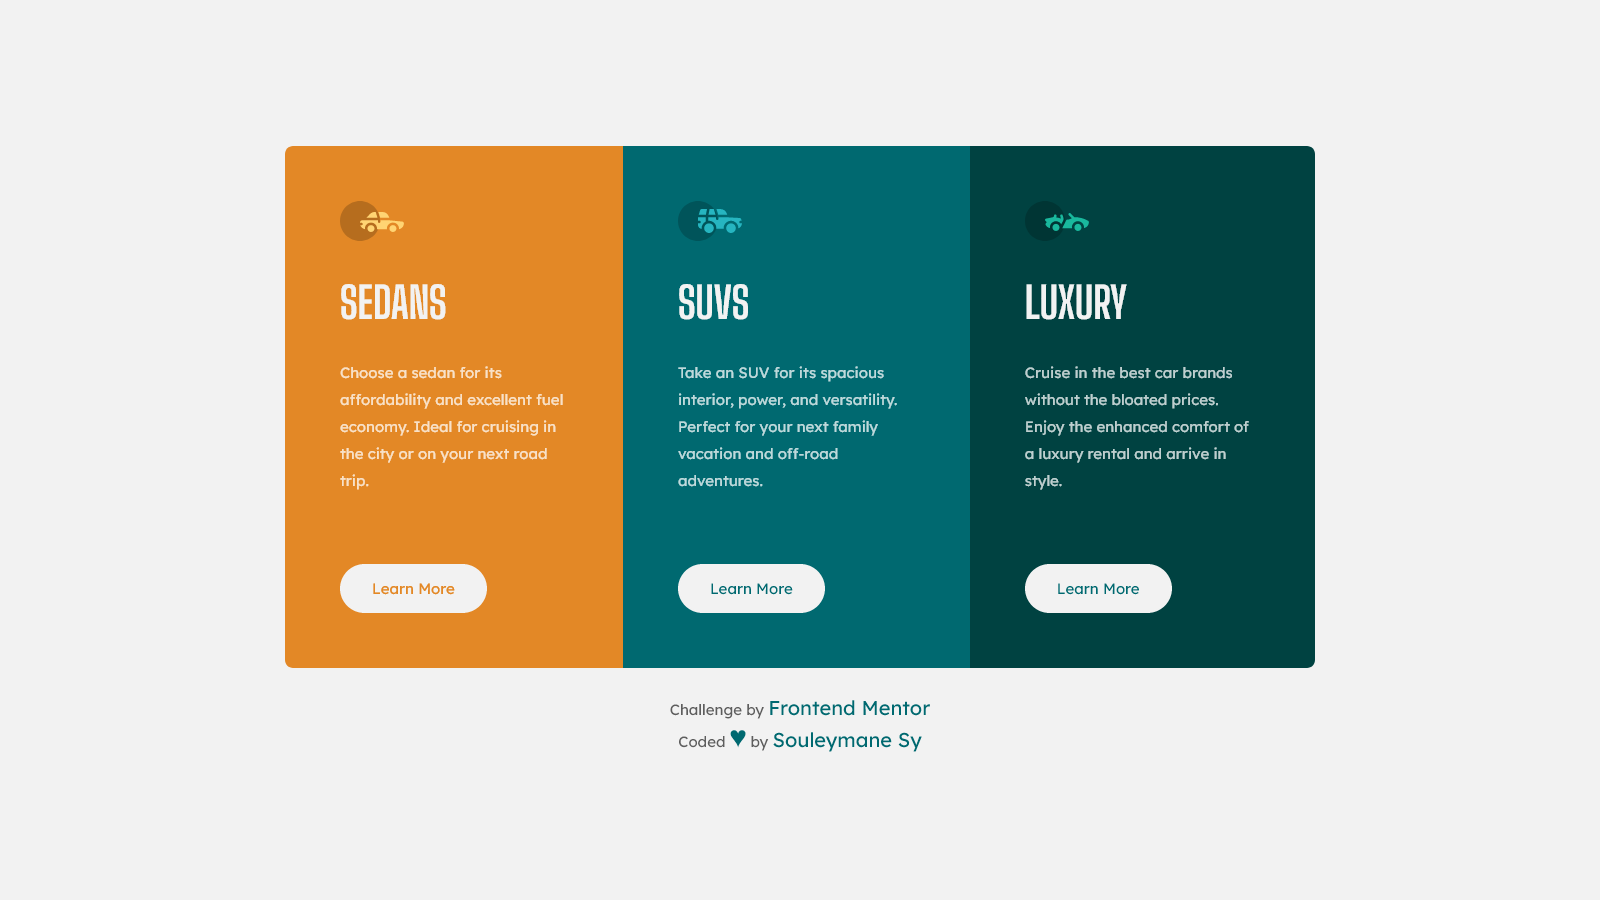 SEDANS
Choose a sedan for its
affordability and excellent fuel
economy. Ideal for cruising in
the city or on your next road
trip.
Learn More
SUVS
Take an SUV for its spacious
interior, power, and versatility.
Perfect for your next family
vacation and off-road
adventures.
Learn More
LUXURY
Cruise in the best car brands
without the bloated prices.
Enjoy the enhanced comfort of
a luxury rental and arrive in
style.
Learn More
Challenge by Frontend Mentor
Coded ♥ by Souleymane Sy